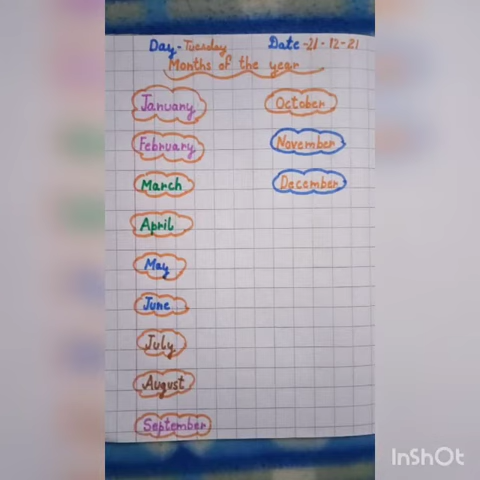 Day-Tuesday Date-21-12-21
Months of the year
January
February
March
April
May
June
July
August
September
October
November
December
InShOt